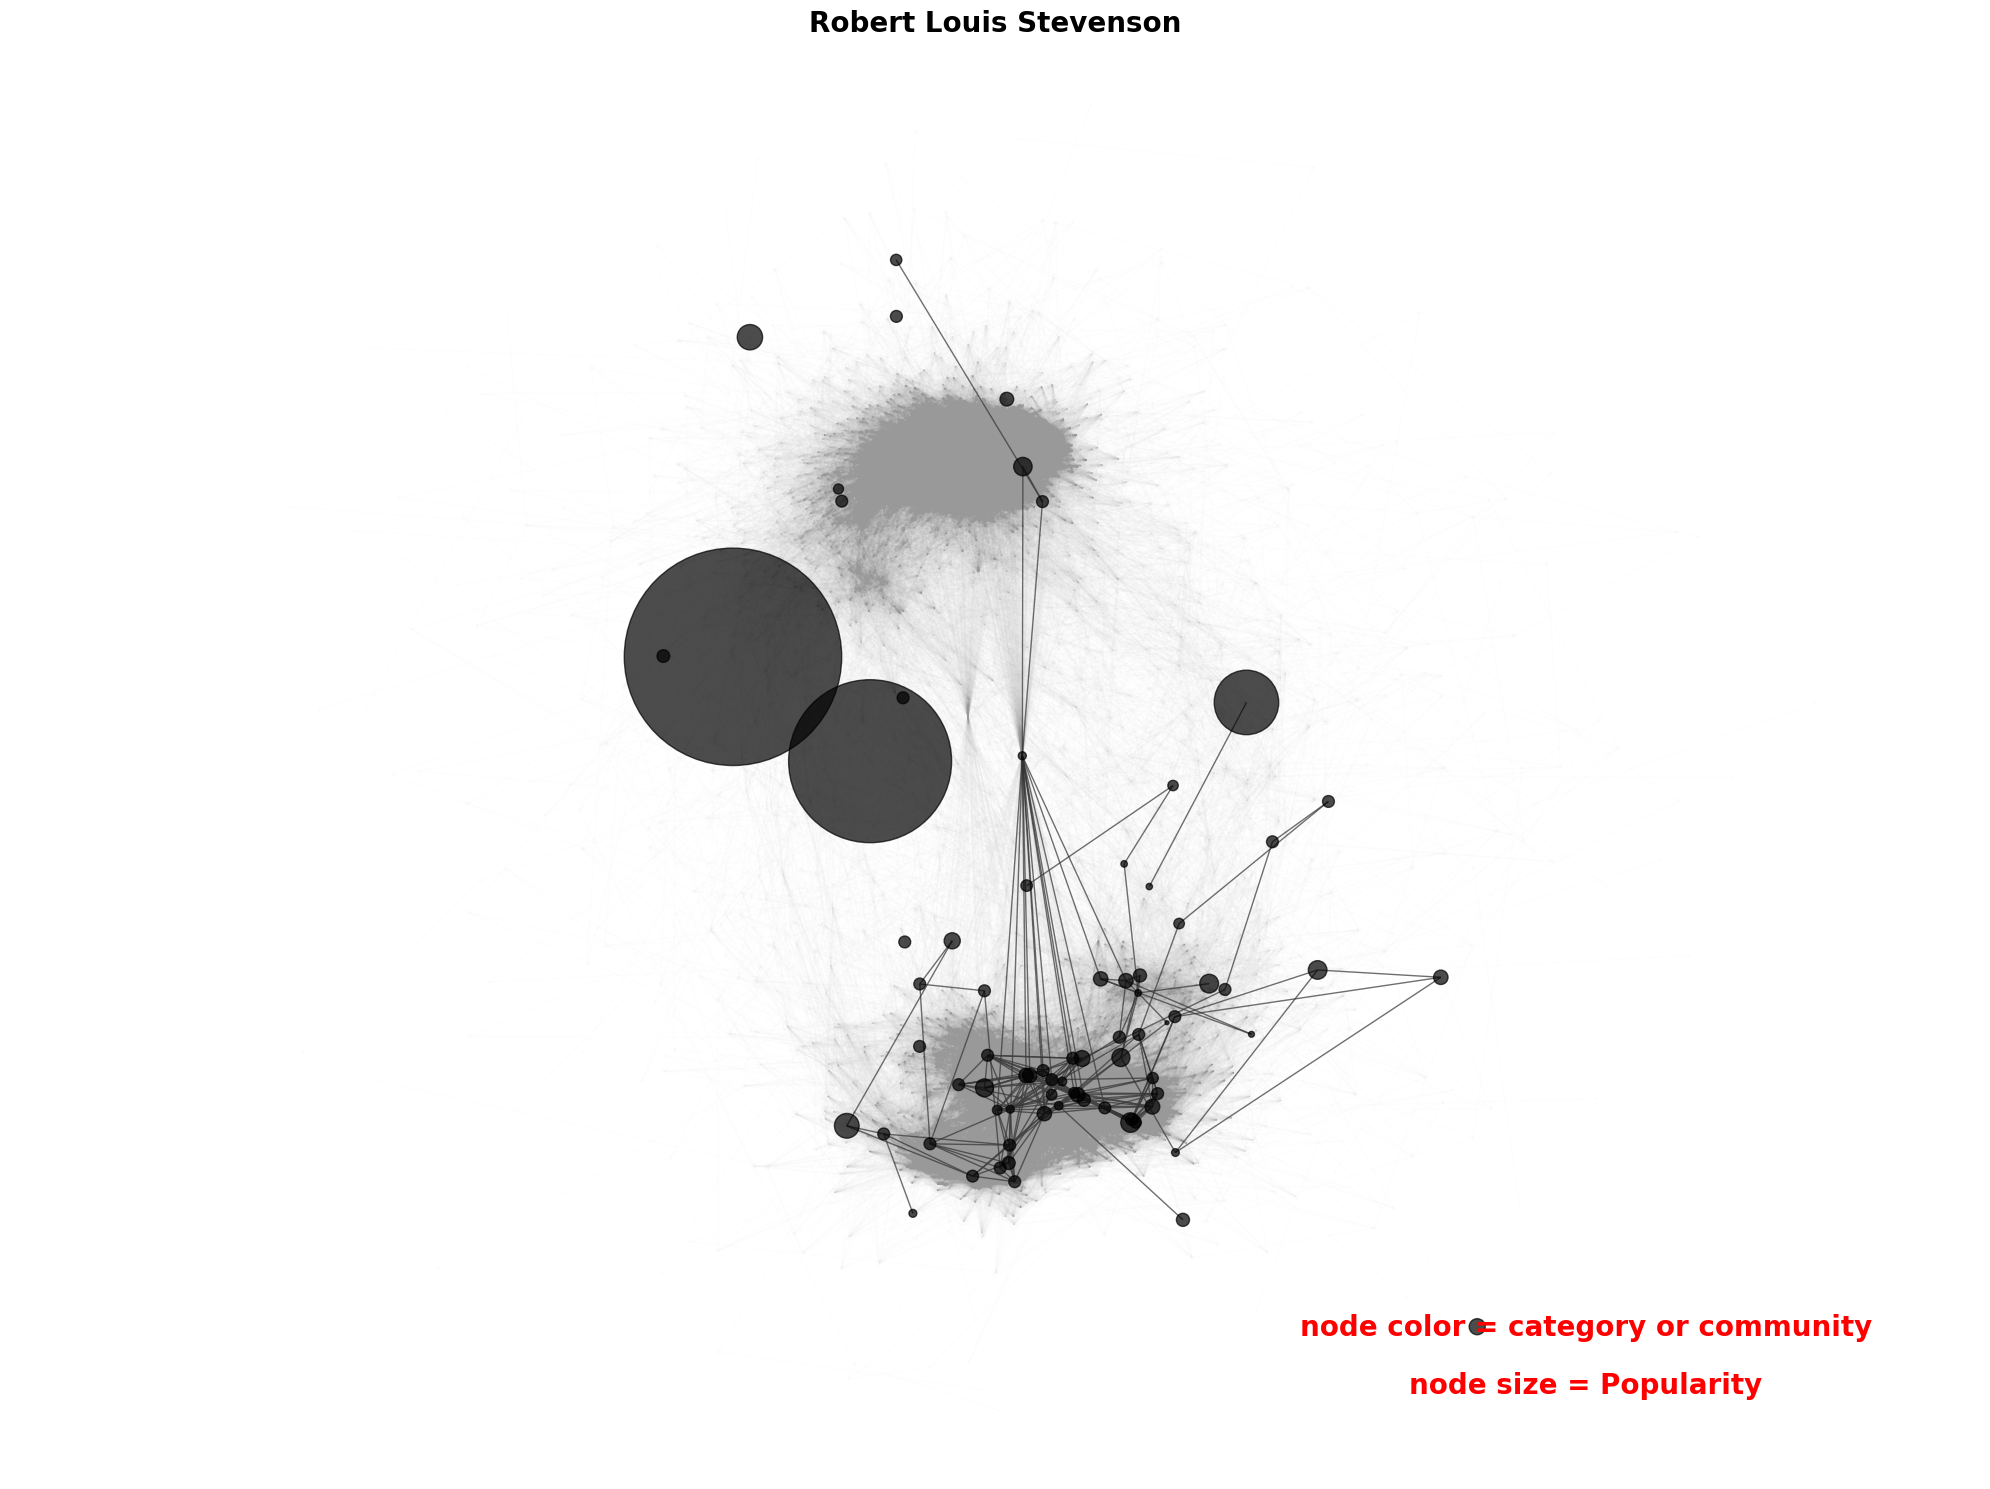 Robert Louis Stevenson
node color = category or community
node size = Popularity